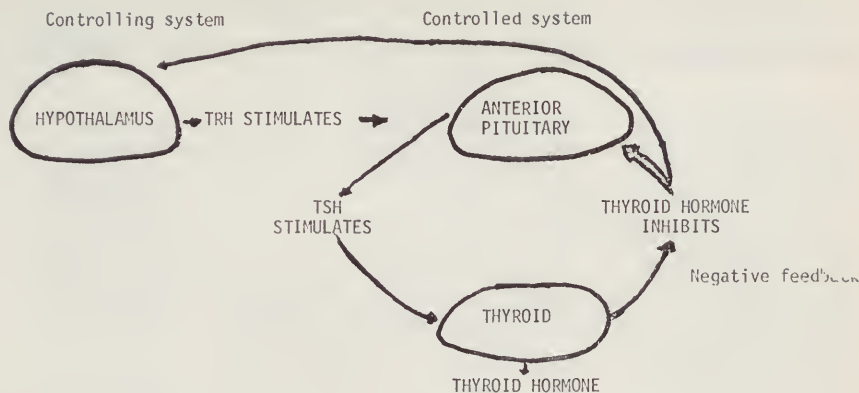 Controlling system
Controlled system
HYPOTHALAMUS
TRH STIMULATES
ANTERIOR
PITUITARY
TSH
STIMULATES
THYROID HORMONE
INHIBITS
Negative
THYROID
THYROID HORMONE